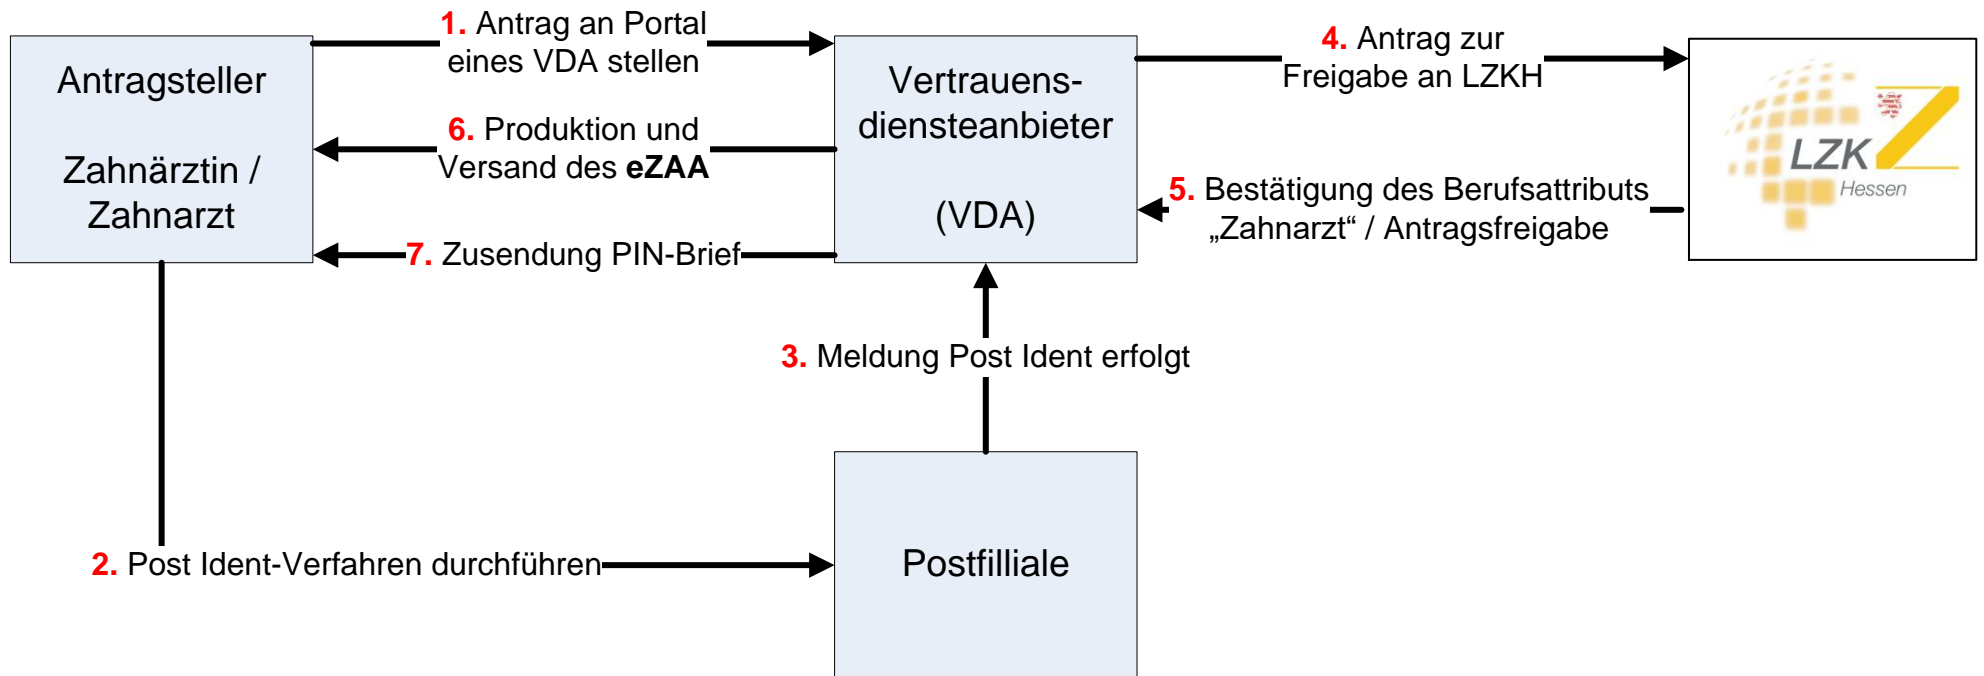 1. Antrag an Portal
eines VDA stellen
4. Antrag zur
Freigabe an LZKH
Antragsteller
Zahnärztin /
Zahnarzt
6. Produktion und
Versand des eZAA
7. Zusendung PIN-Brief
Vertrauens-
diensteanbieter
(VDA)
5. Bestätigung des Berufsattributs
„Zahnarzt“ / Antragsfreigabe
LZK
Hessen
3. Meldung Post Ident erfolgt
2. Post Ident-Verfahren durchführen
Postfilliale